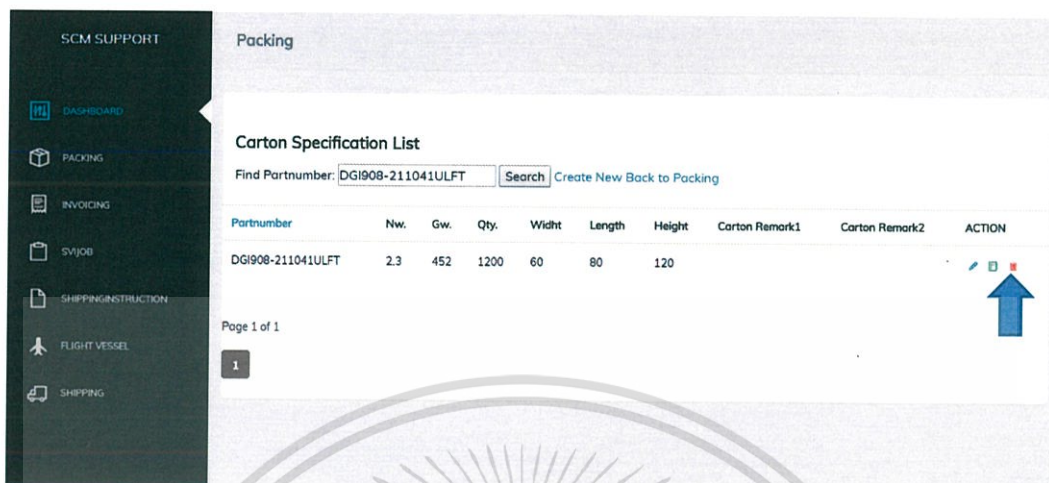 SCM SUPPORT
Packing
DASHBOARD
PACKING
INVOICING
SVIJOB
SHIPPINGINSTRUCTION
FLIGHT VESSEL
SHIPPING
Carton Specification List
Find Partnumber: DGI908-211041ULFT Search Create New Back to Packing
Partnumber Nw. Gw. Qty. Widht Length Height Carton Remark1 Carton Remark2 ACTION
DGI908-211041ULFT 2.3 452 1200 60 80 120
Page 1 of 1
1